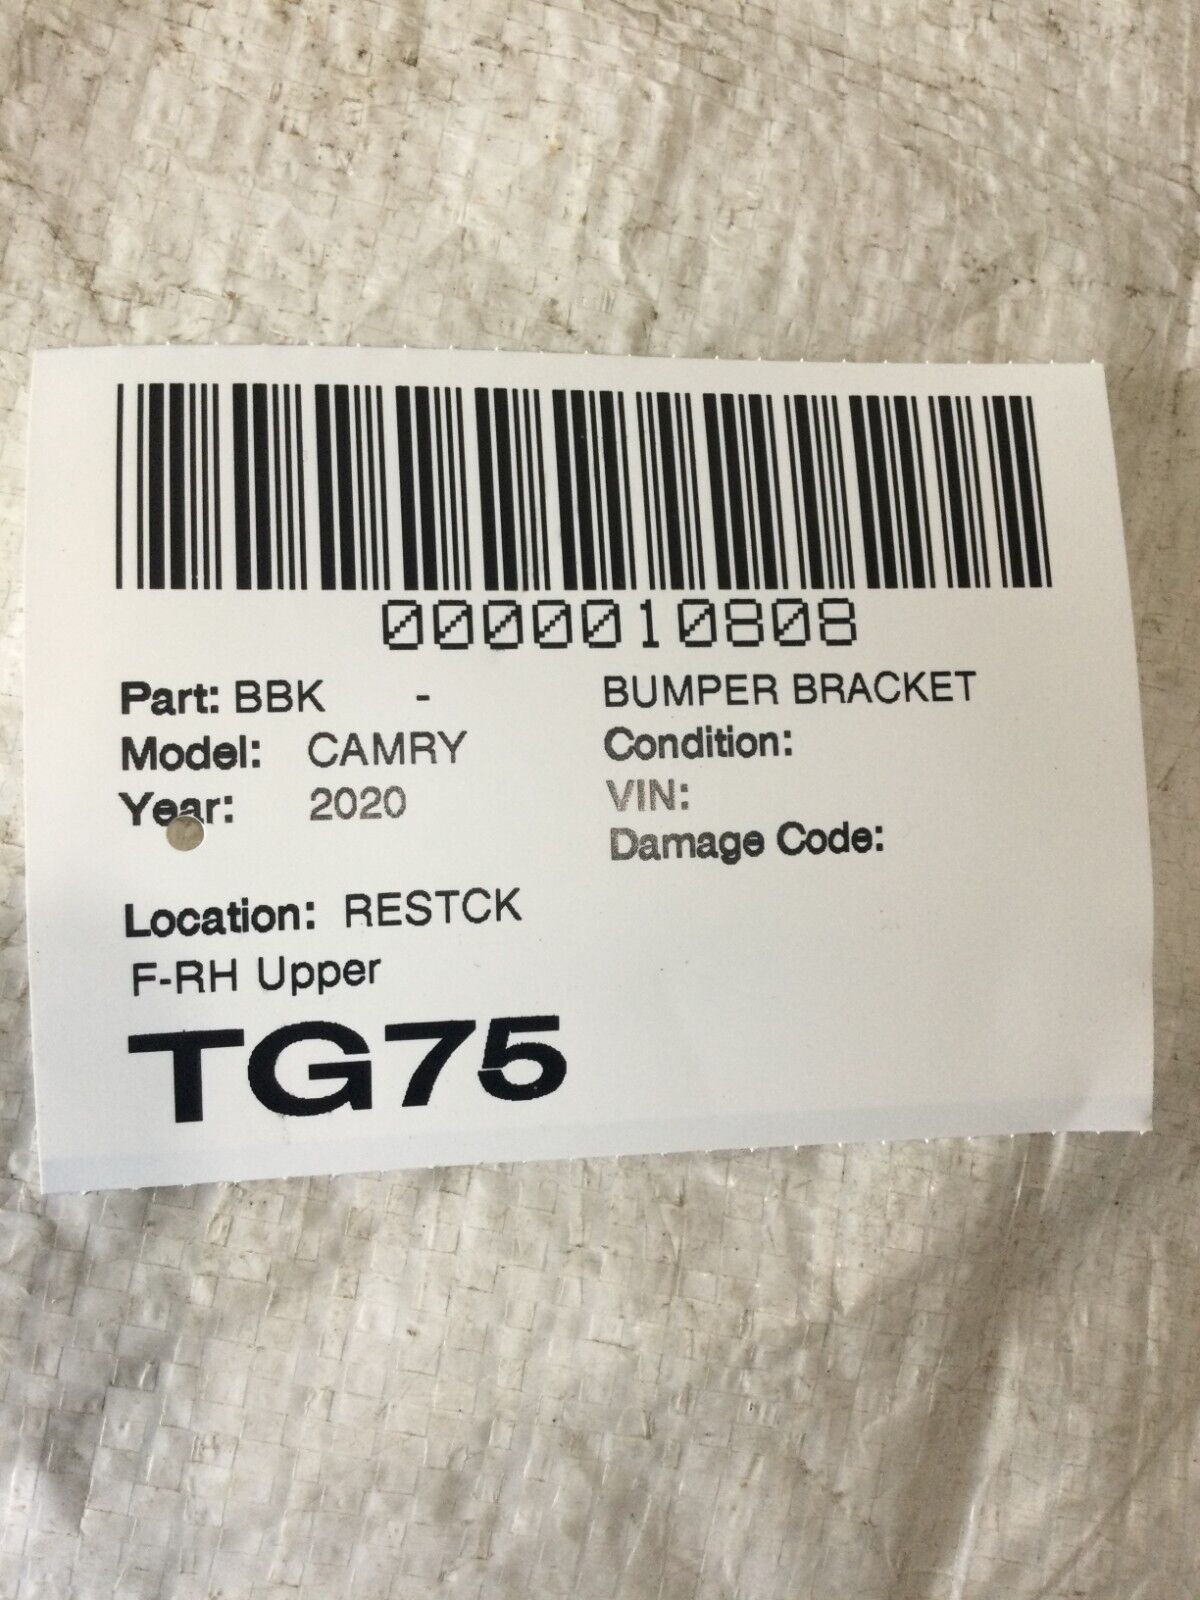 0000010808
Part: BBK - BUMPER BRACKET
Model: CAMRY Condition:
Year: 2020 VIN:
Damage Code:
Location: RESTCK
F-RH Upper
TG75